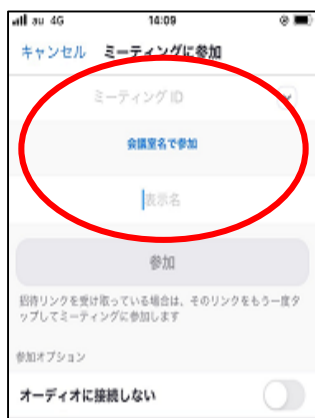 au 4G 14:09
キャンセル ミーティングに参加
ミーティング ID
会議室名で参加
表示名
参加
招待リンクを受け取っている場合は、そのリンクをもう一度タ
ップしてミーティングに参加します
参加オプション
オーディオに接続しない